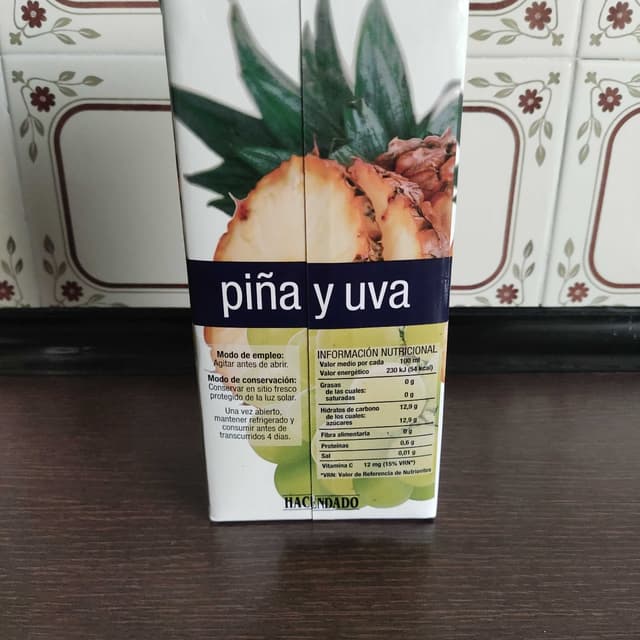 piña y uva
Modo de empleo:
Agitar antes de abrir.
Modo de conservación:
Conservar en sitio fresco
protegido de la luz solar.
Una vez abierto,
mantener refrigerado y
consumir antes de
transcurridos 4 días.
INFORMACIÓN NUTRICIONAL
Valor medio por cada 100 ml
Valor energético 230 kJ (54 kcal)
Grasas 0 g
de las cuales:
saturadas 0 g
Hidratos de carbono 12,9 g
de los cuales:
azúcares 12,9 g
Fibra alimentaria 0 g
Proteínas 0,6 g
Sal 0,01 g
Vitamina C 12 mg (15% VRN*)
*VRN: Valor de Referencia de Nutrientes
HACENDADO